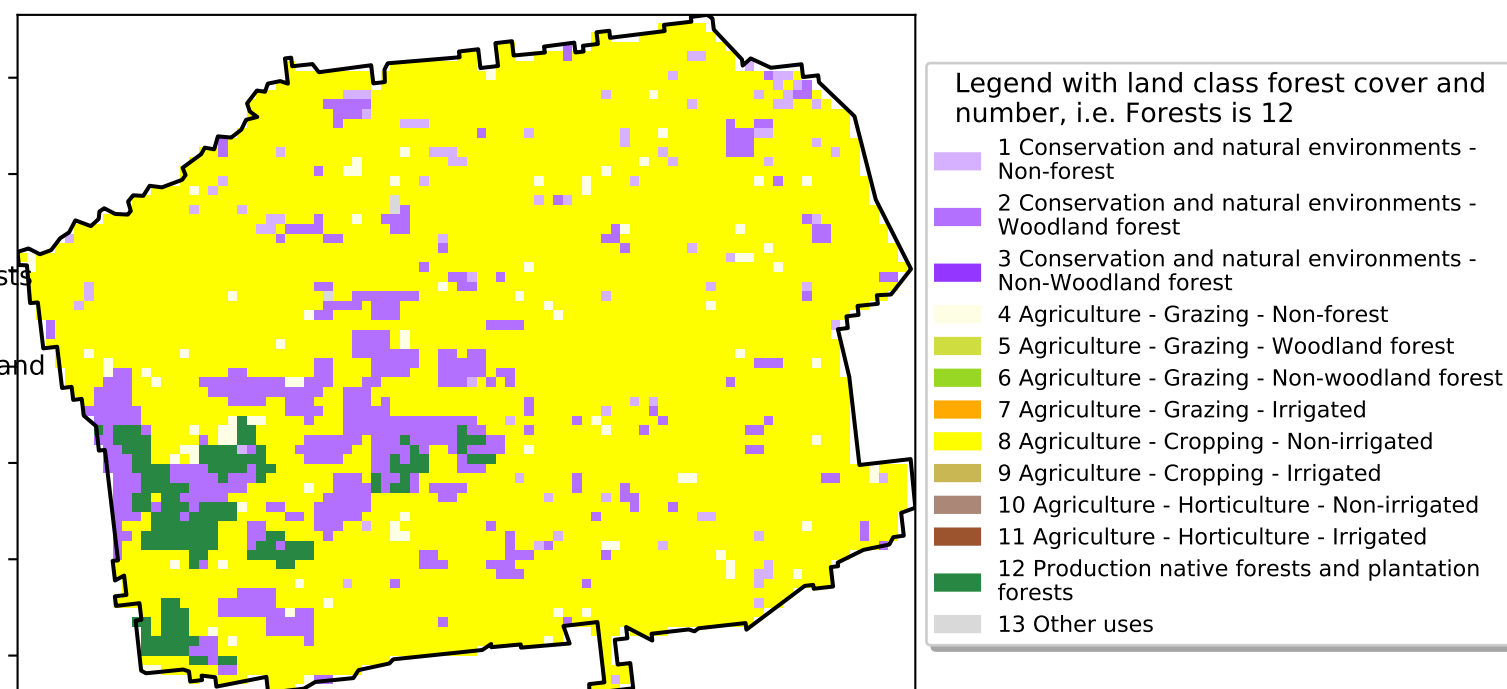 Legend with land class forest cover and
number, i.e. Forests is 12
1 Conservation and natural environments -
Non-forest
2 Conservation and natural environments -
Woodland forest
3 Conservation and natural environments -
Non-Woodland forest
4 Agriculture - Grazing - Non-forest
5 Agriculture - Grazing - Woodland forest
6 Agriculture - Grazing - Non-woodland forest
7 Agriculture - Grazing - Irrigated
8 Agriculture - Cropping - Non-irrigated
9 Agriculture - Cropping - Irrigated
10 Agriculture - Horticulture - Non-irrigated
11 Agriculture - Horticulture - Irrigated
12 Production native forests and plantation
forests
13 Other uses